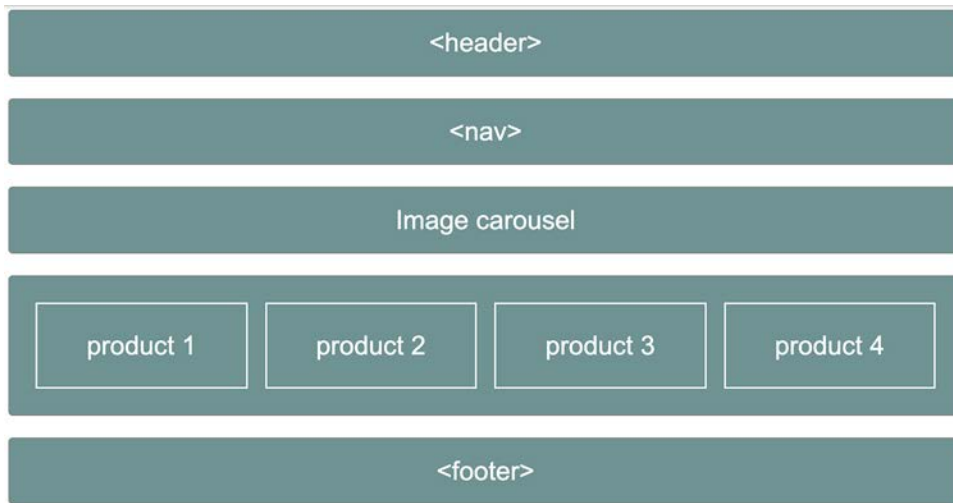 <header>
<nav>
Image carousel
product 1
product 2
product 3
product 4
<footer>